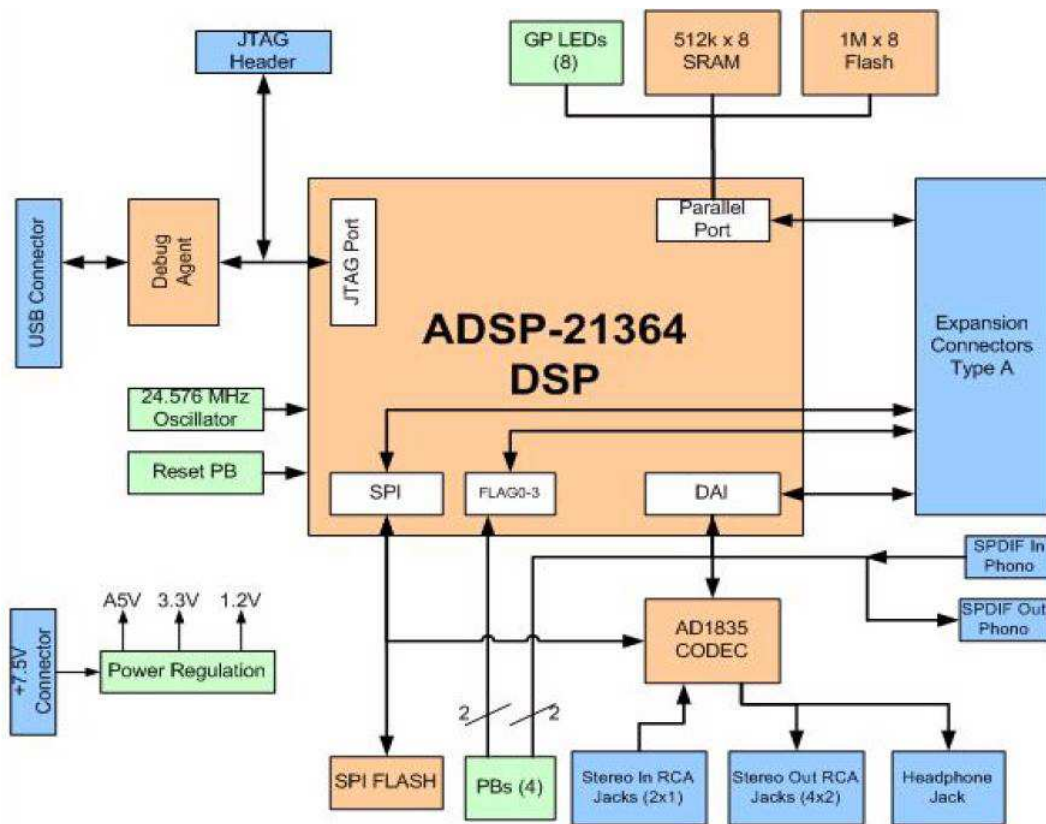 JTAG
Header
GP LEDs
(8)
512k x 8
SRAM
1M x 8
Flash
USB Connector
Debug
Agent
JTAG Port
Parallel
Port
ADSP-21364
DSP
Expansion
Connectors
Type A
24.576 MHz
Oscillator
Reset PB
SPI
FLAG0-3
DAI
SPDIF In
Phono
SPDIF Out
Phono
+7.5V
Connector
A5V
3.3V
1.2V
Power Regulation
AD1835
CODEC
2
2
SPI FLASH
PBs (4)
Stereo In RCA
Jacks (2x1)
Stereo Out RCA
Jacks (4x2)
Headphone
Jack